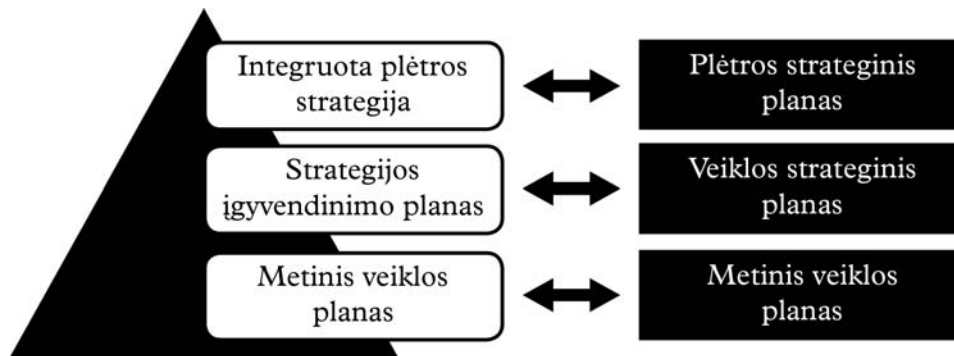 Integruota plėtros
strategija
Plėtros strateginis
planas
Strategijos
įgyvendinimo planas
Veiklos strateginis
planas
Metinis veiklos
planas
Metinis veiklos
planas